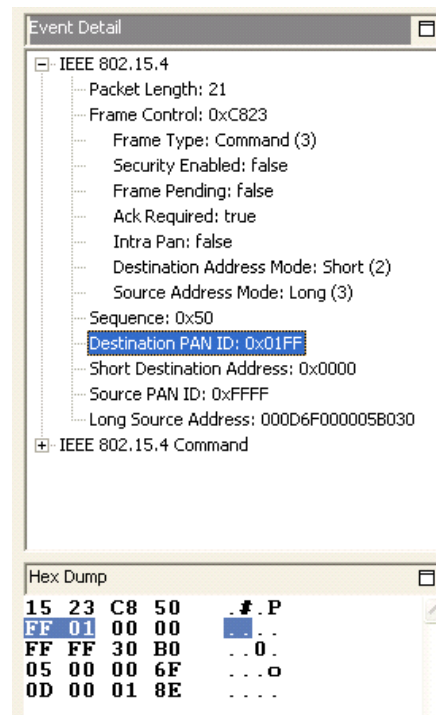 Event Detail
IEEE 802.15.4
Packet Length: 21
Frame Control: 0xC823
Frame Type: Command (3)
Security Enabled: false
Frame Pending: false
Ack Required: true
Intra Pan: false
Destination Address Mode: Short (2)
Source Address Mode: Long (3)
Sequence: 0x50
Destination PAN ID: 0x01FF
Short Destination Address: 0x0000
Source PAN ID: 0xFFFF
Long Source Address: 000D6F000005B030
IEEE 802.15.4 Command
Hex Dump
15 23 C8 50 .#.P
FF 01 00 00 ....
FF FF 30 B0 ..0.
05 00 00 6F ...o
0D 00 01 8E ....